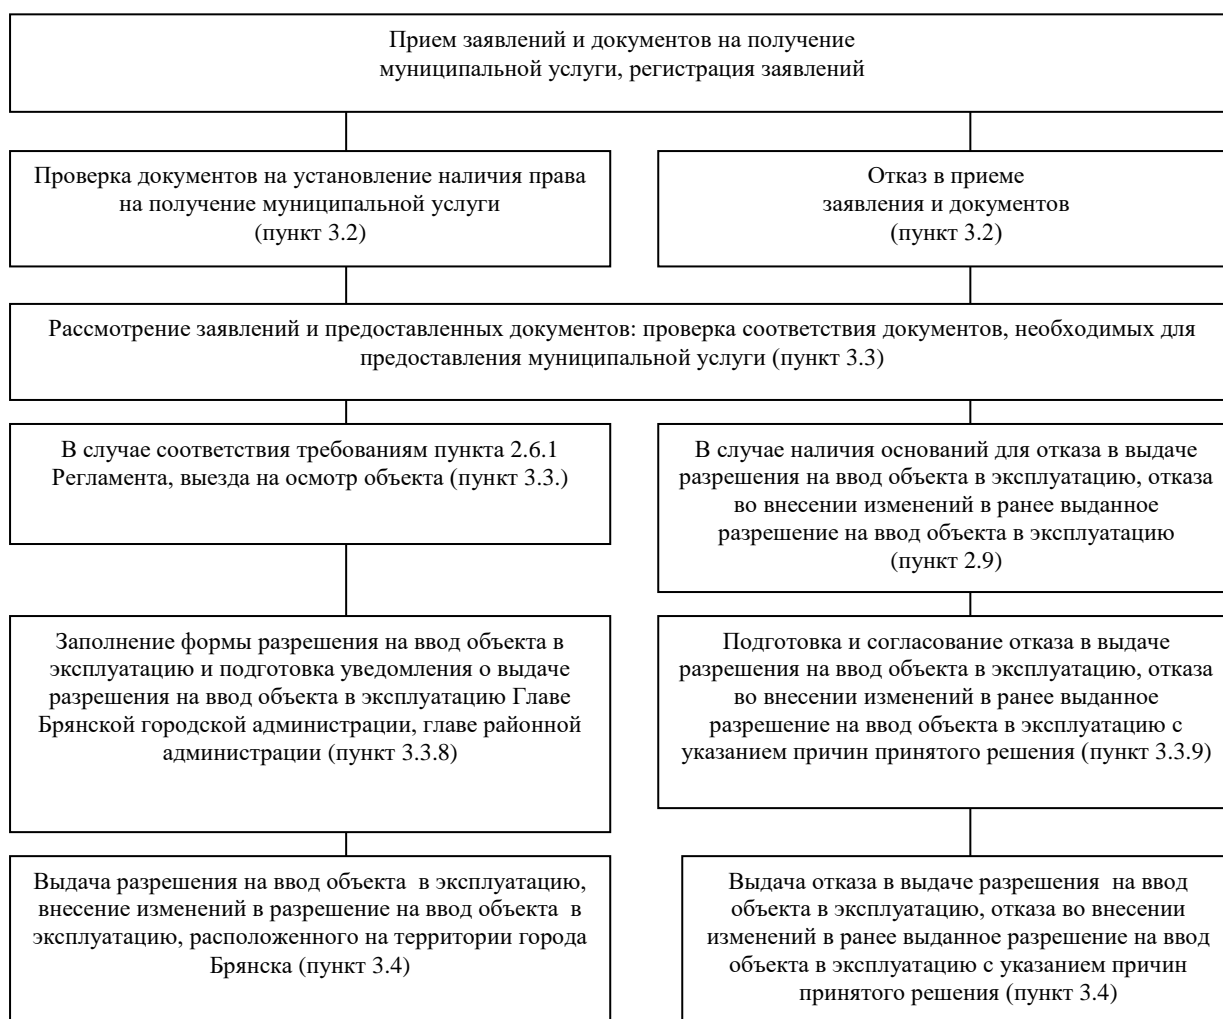 Прием заявлений и документов на получение
муниципальной услуги, регистрация заявлений
Проверка документов на установление наличия права
на получение муниципальной услуги
(пункт 3.2)
Отказ в приеме
заявления и документов
(пункт 3.2)
Рассмотрение заявлений и предоставленных документов: проверка соответствия документов, необходимых для
предоставления муниципальной услуги (пункт 3.3)
В случае соответствия требованиям пункта 2.6.1
Регламента, выезда на осмотр объекта (пункт 3.3.)
В случае наличия оснований для отказа в выдаче
разрешения на ввод объекта в эксплуатацию, отказа
во внесении изменений в ранее выданное
разрешение на ввод объекта в эксплуатацию
(пункт 2.9)
Заполнение формы разрешения на ввод объекта в
эксплуатацию и подготовка уведомления о выдаче
разрешения на ввод объекта в эксплуатацию Главе
Брянской городской администрации, главе районной
администрации (пункт 3.3.8)
Подготовка и согласование отказа в выдаче
разрешения на ввод объекта в эксплуатацию, отказа
во внесении изменений в ранее выданное
разрешение на ввод объекта в эксплуатацию с
указанием причин принятого решения (пункт 3.3.9)
Выдача разрешения на ввод объекта в эксплуатацию,
внесение изменений в разрешение на ввод объекта в
эксплуатацию, расположенного на территории города
Брянска (пункт 3.4)
Выдача отказа в выдаче разрешения на ввод
объекта в эксплуатацию, отказа во внесении
изменений в ранее выданное разрешение на ввод
объекта в эксплуатацию с указанием причин
принятого решения (пункт 3.4)